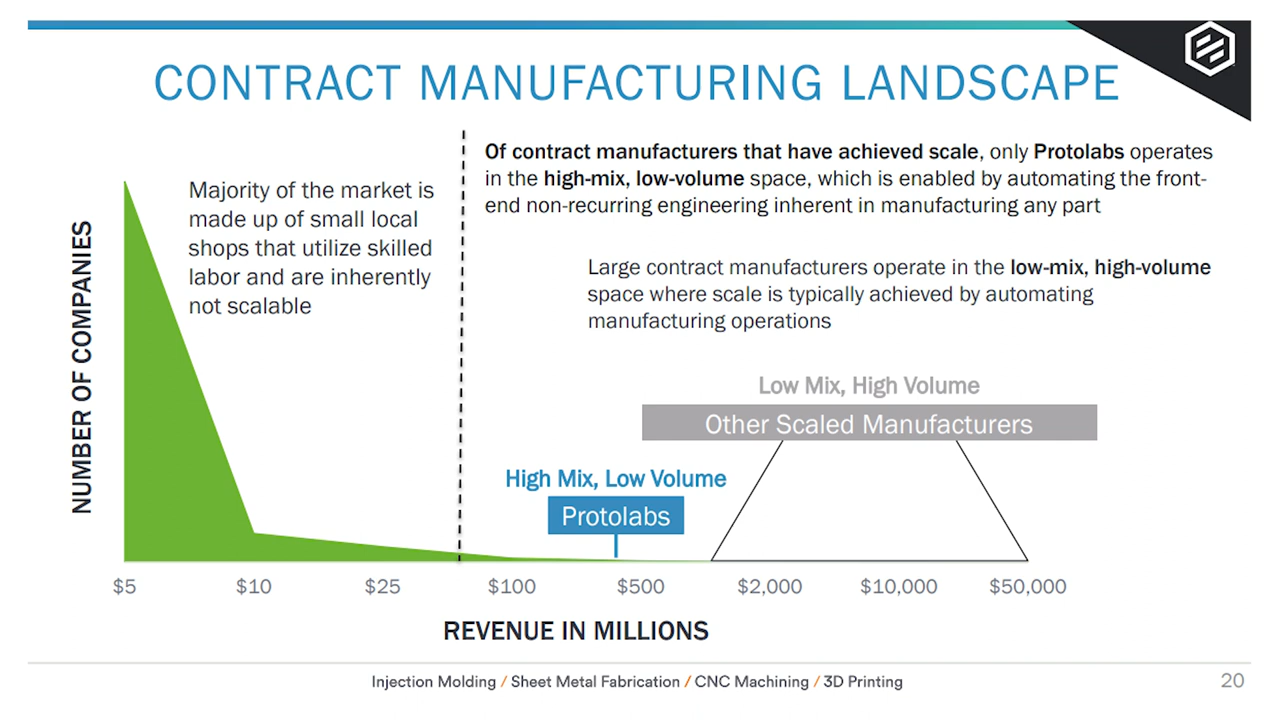 CONTRACT MANUFACTURING LANDSCAPE
Of contract manufacturers that have achieved scale, only Protolabs operates
in the high-mix, low-volume space, which is enabled by automating the front-
end non-recurring engineering inherent in manufacturing any part
Majority of the market is
made up of small local
shops that utilize skilled
labor and are inherently
not scalable
Large contract manufacturers operate in the low-mix, high-volume
space where scale is typically achieved by automating
manufacturing operations
NUMBER OF COMPANIES
Low Mix, High Volume
Other Scaled Manufacturers
High Mix, Low Volume
Protolabs
$5 $10 $25 $100 $500 $2,000 $10,000 $50,000
REVENUE IN MILLIONS
Injection Molding / Sheet Metal Fabrication / CNC Machining / 3D Printing
20